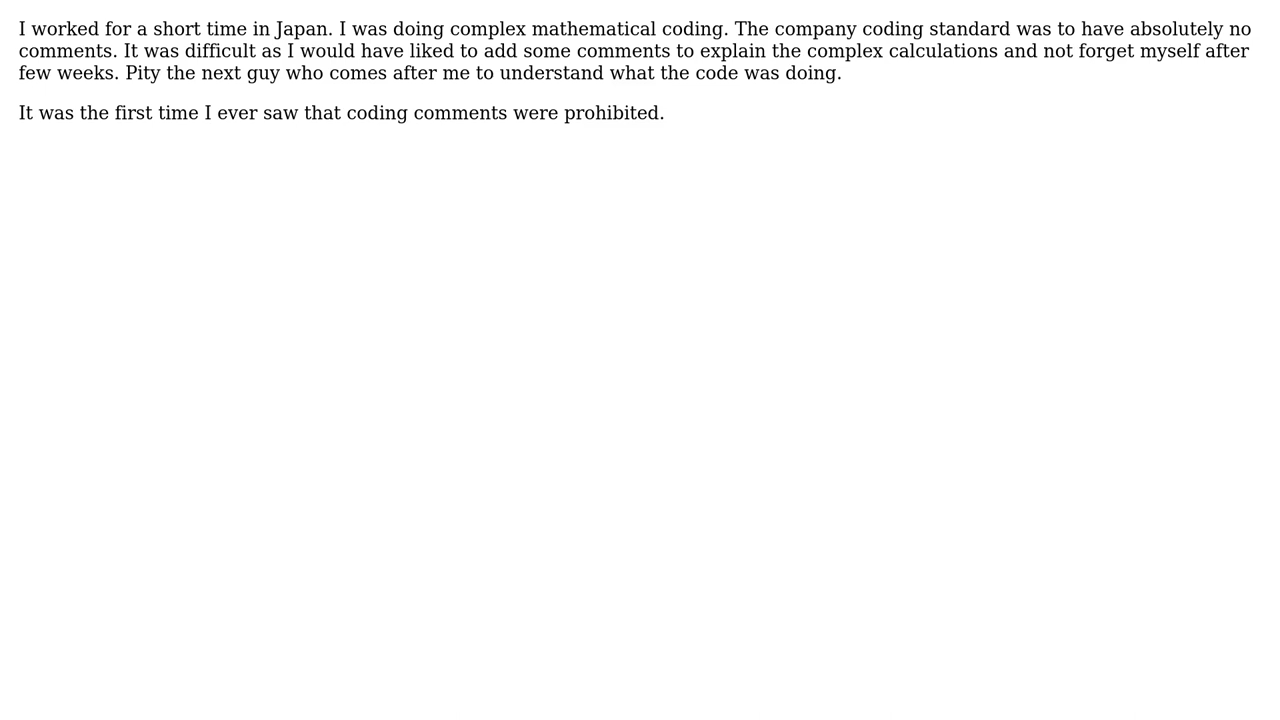 I worked for a short time in Japan. I was doing complex mathematical coding. The company coding standard was to have absolutely no
comments. It was difficult as I would have liked to add some comments to explain the complex calculations and not forget myself after
few weeks. Pity the next guy who comes after me to understand what the code was doing.
It was the first time I ever saw that coding comments were prohibited.